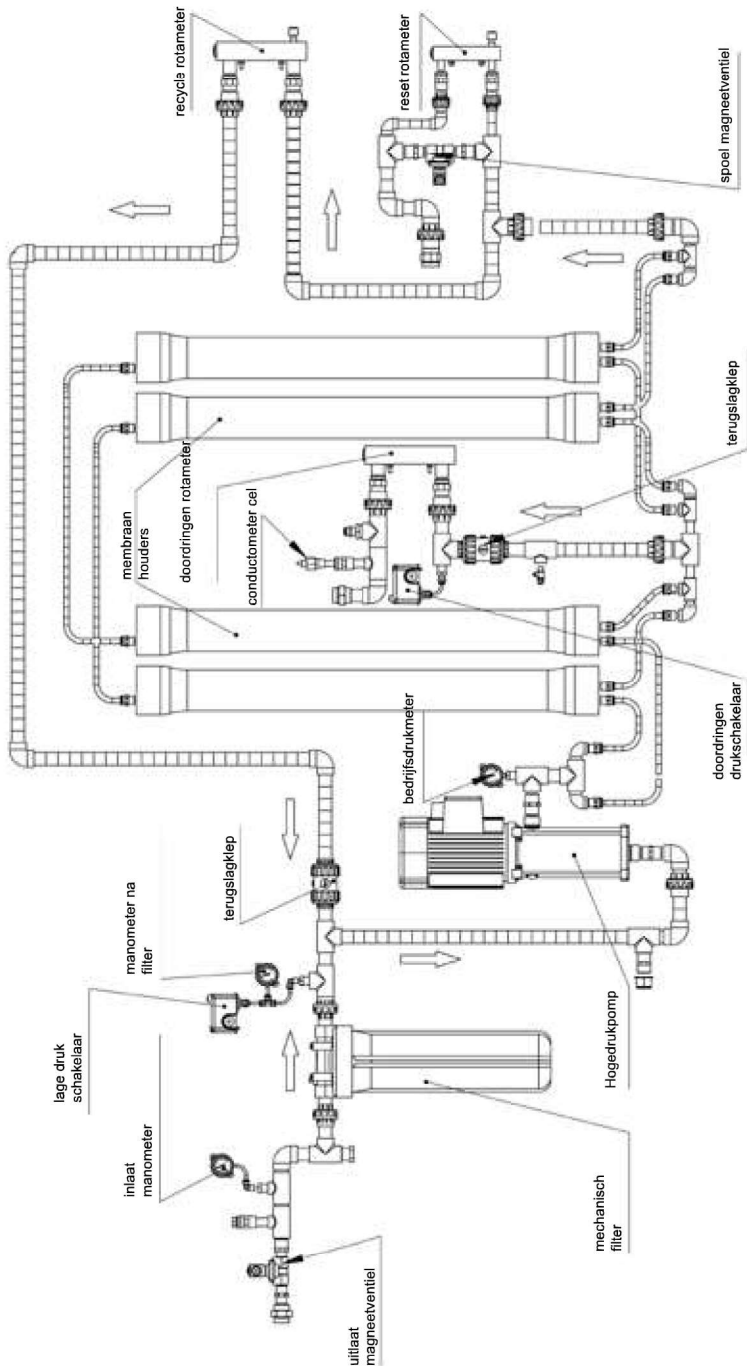 recycle rotameter
reset rotameter
spoel magneetventiel
membraan
houders
doordringen rotameter
conductometer cel
terugslagklep
bedrijfsdrukmeter
doordringen
drukschakelaar
terugslagklep
manometer na
filter
lage druk
schakelaar
Hogedrukpomp
inlaat
manometer
mechanisch
filter
uitlaat
magneetventiel